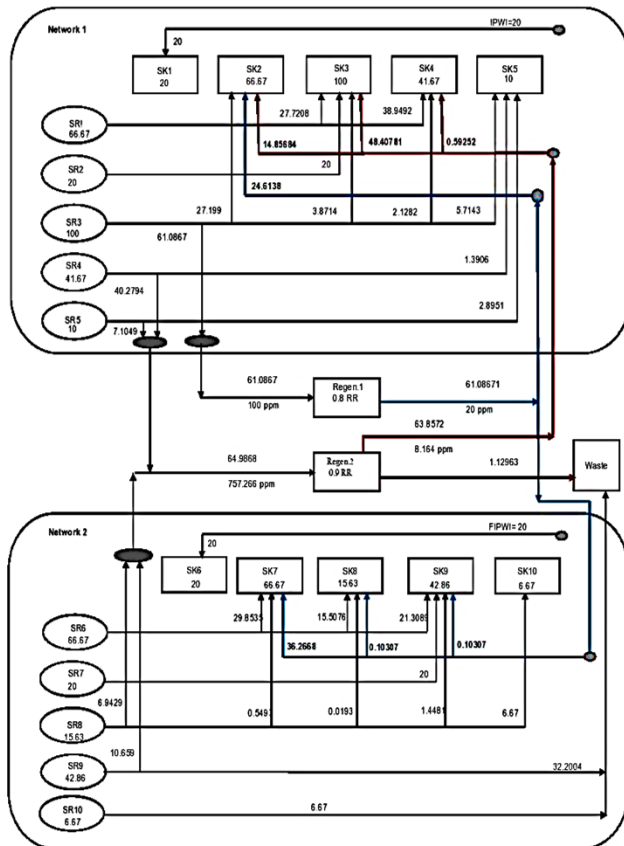 Network 1
IPWI=20
20
SK1
20
SK2
66.67
SK3
100
SK4
41.67
SK5
10
SR1
66.67
27.7208
38.9492
14.85684
48.40781
0.59252
SR2
20
20
24.6138
SR3
100
27.199
3.8714
2.1282
5.7143
61.0867
SR4
41.67
1.3906
40.2794
SR5
10
2.8951
7.1049
61.0867
100 ppm
Regen.1
0.8 RR
61.08671
20 ppm
63.8572
8.164 ppm
64.9868
757.266 ppm
Regen.2
0.9 RR
1.12963
Waste
Network 2
FIPWI= 20
20
SK6
20
SK7
66.67
SK8
15.63
SK9
42.86
SK10
6.67
SR6
66.67
29.8535
15.5076
21.3089
36.2668
0.10307
0.10307
SR7
20
20
6.9429
SR8
15.63
0.5497
0.0193
1.4481
6.67
10.659
SR9
42.86
32.2004
SR10
6.67
6.67